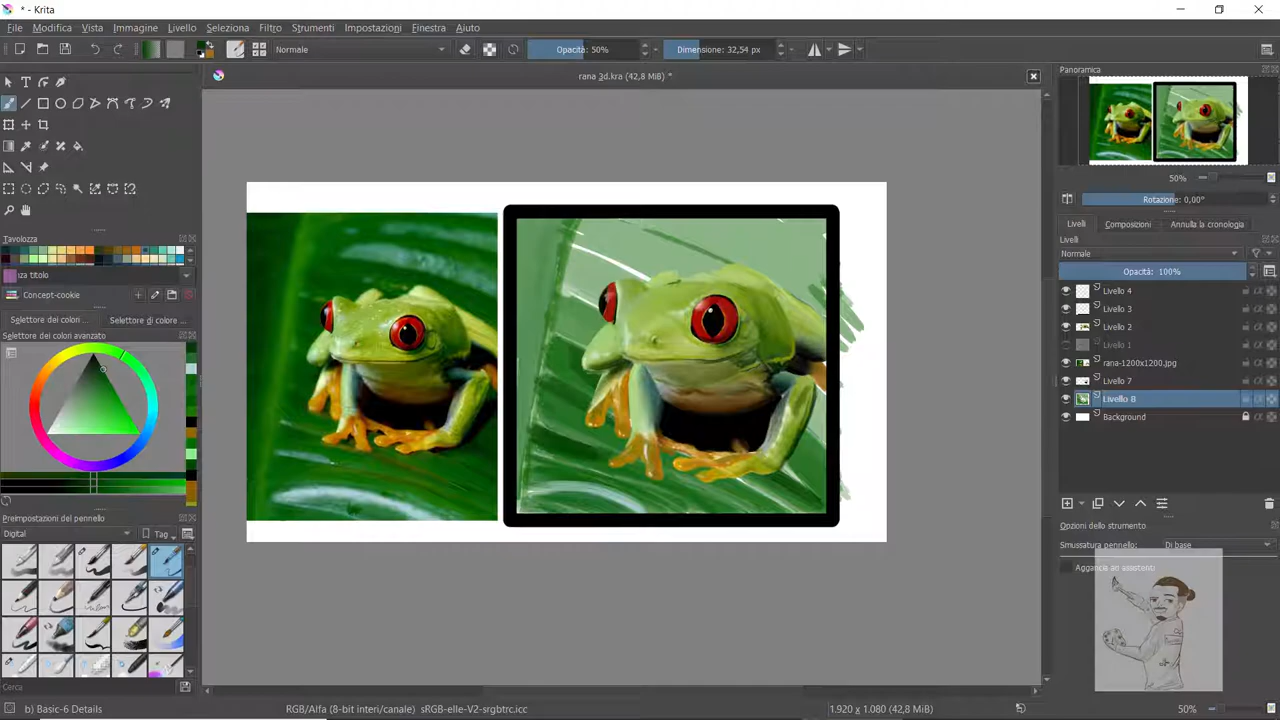 * - Krita
File Modifica Vista Immagine Livello Seleziona Filtro Strumenti Impostazioni Finestra Aiuto
Normale Opacità: 50% Dimensione: 32,54 px
rana 3d.kra (42,8 MiB) *
Panoramica
50%
Rotazione: 0,00°
Livelli Composizioni Annulla la cronologia
Livelli
Normale
Opacità: 100%
Livello 4
Livello 3
Livello 2
Livello 1
rana-1200x1200.jpg
Livello 7
Livello 8
Background
Opzioni dello strumento
Smussatura pennello: Di base
Aggancia ad assistenti
Tavolozza
nza titolo
Concept-cookie
Selettore dei colori ... Selettore di colore ...
Selettore dei colori avanzato
Preimpostazioni del pennello
Digital Tag
Cerca
b) Basic-6 Details RGB/Alfa (8-bit interi/canale) sRGB-elle-V2-srgbtrc.icc 1.920 x 1.080 (42,8 MiB) 50%